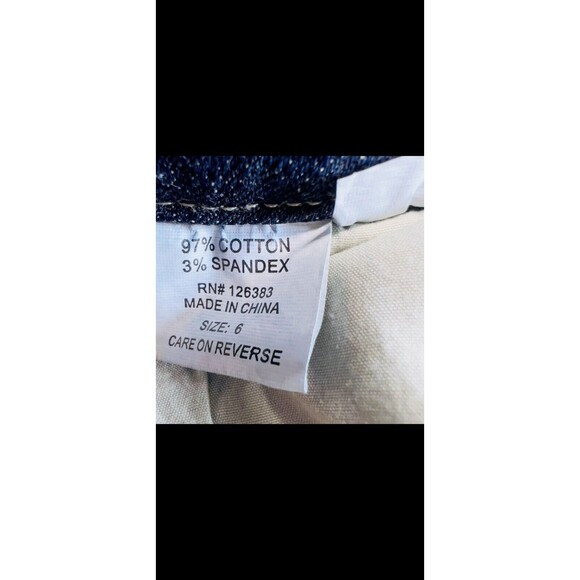 97% COTTON
3% SPANDEX
RN# 126383
MADE IN CHINA
SIZE: 6
CARE ON REVERSE